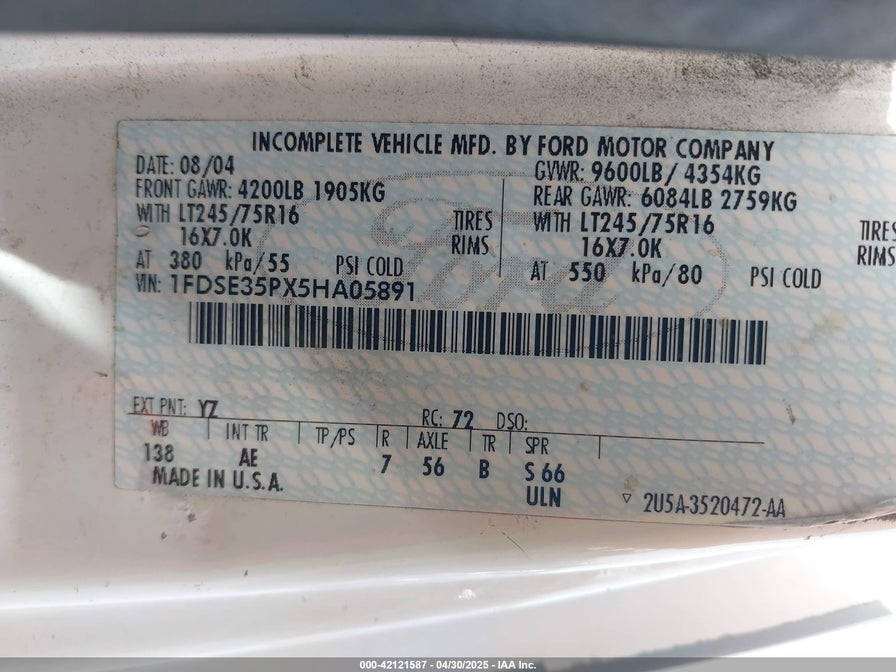 INCOMPLETE VEHICLE MFD. BY FORD MOTOR COMPANY
DATE: 08/04 GVWR: 9600LB/ 4354KG
FRONT GAWR: 4200LB 1905KG REAR GAWR: 6084LB 2759KG
WITH LT245/75R16 TIRES WITH LT245/75R16 TIRES
16X7.0K RIMS 16X7.0K RIMS
AT 380 kPa/55 PSI COLD AT 550 kPa/80 PSI COLD
VIN: 1FDSE35PX5HA05891
Ford
EXT PNT: YZ RC: 72 DSO:
WB INT TR TP/PS R AXLE TR SPR
138 AE 7 56 B S 66
MADE IN U.S.A. ULN 2U5A-3520472-AA
000-42121587 - 04/30/2025 - IAA Inc.